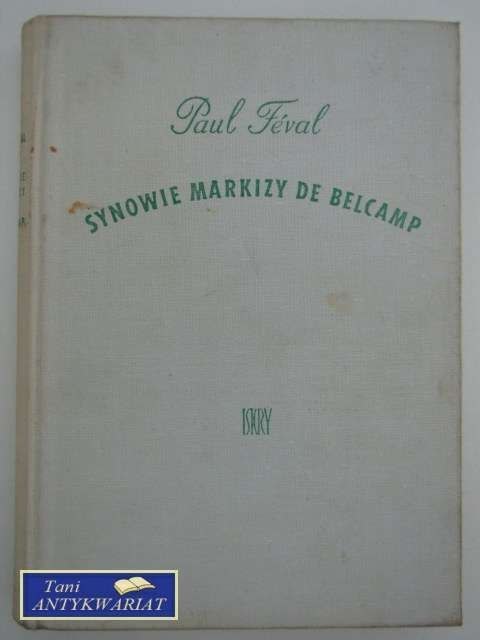 Paul Féval
SYNOWIE MARKIZY DE BELCAMP
ISKRY
Tani
ANTYKWARIAT